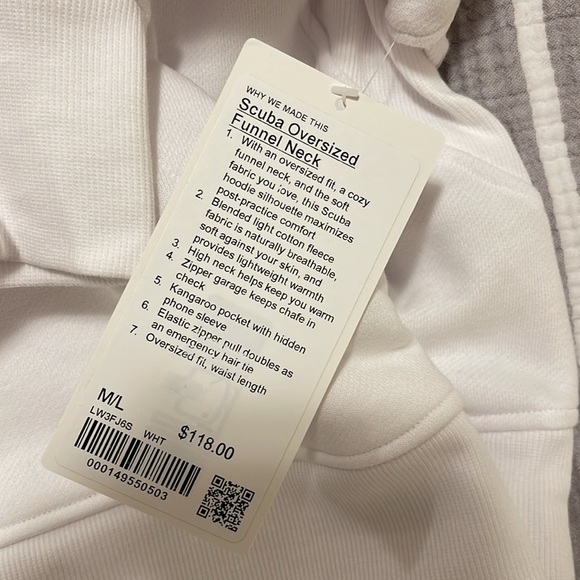 WHY WE MADE THIS
Scuba Oversized
Funnel Neck
1. With an oversized fit, a cozy
funnel neck, and the soft
fabric you love, this Scuba
hoodie silhouette maximizes
post-practice comfort
2. Blended light cotton fleece
fabric is naturally breathable,
soft against your skin, and
provides lightweight warmth
3. High neck helps keep you warm
4. Zipper garage keeps chafe in
check
5. Kangaroo pocket with hidden
phone sleeve
6. Elastic zipper pull doubles as
an emergency hair tie
7. Oversized fit, waist length
M/L
LW3FJ6S WHT $118.00
000149550503